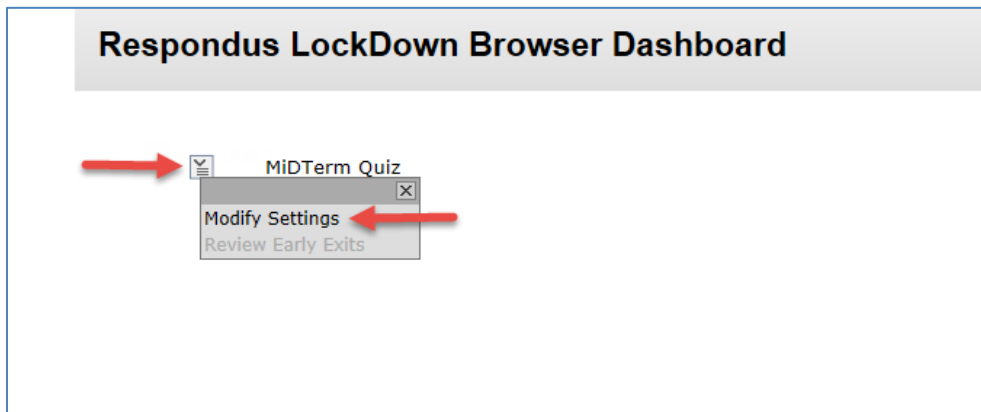 Respondus LockDown Browser Dashboard
MiDTerm Quiz
Modify Settings
Review Early Exits